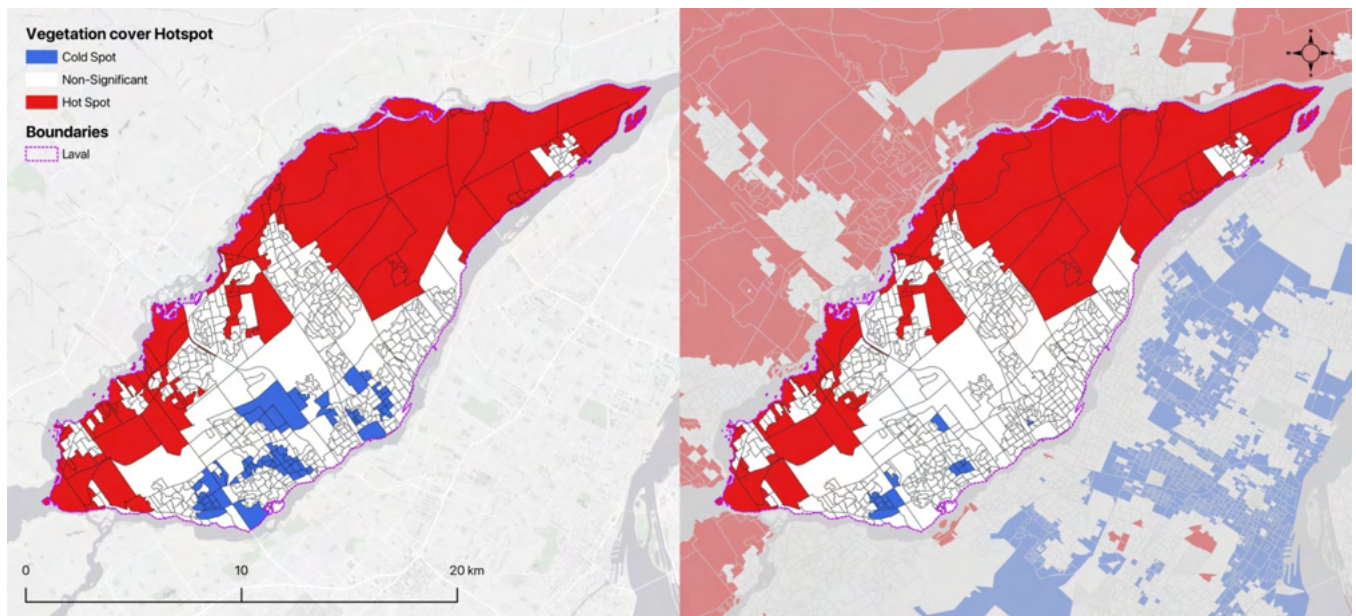 Vegetation cover Hotspot
Cold Spot
Non-Significant
Hot Spot
Boundaries
Laval
0 10 20 km